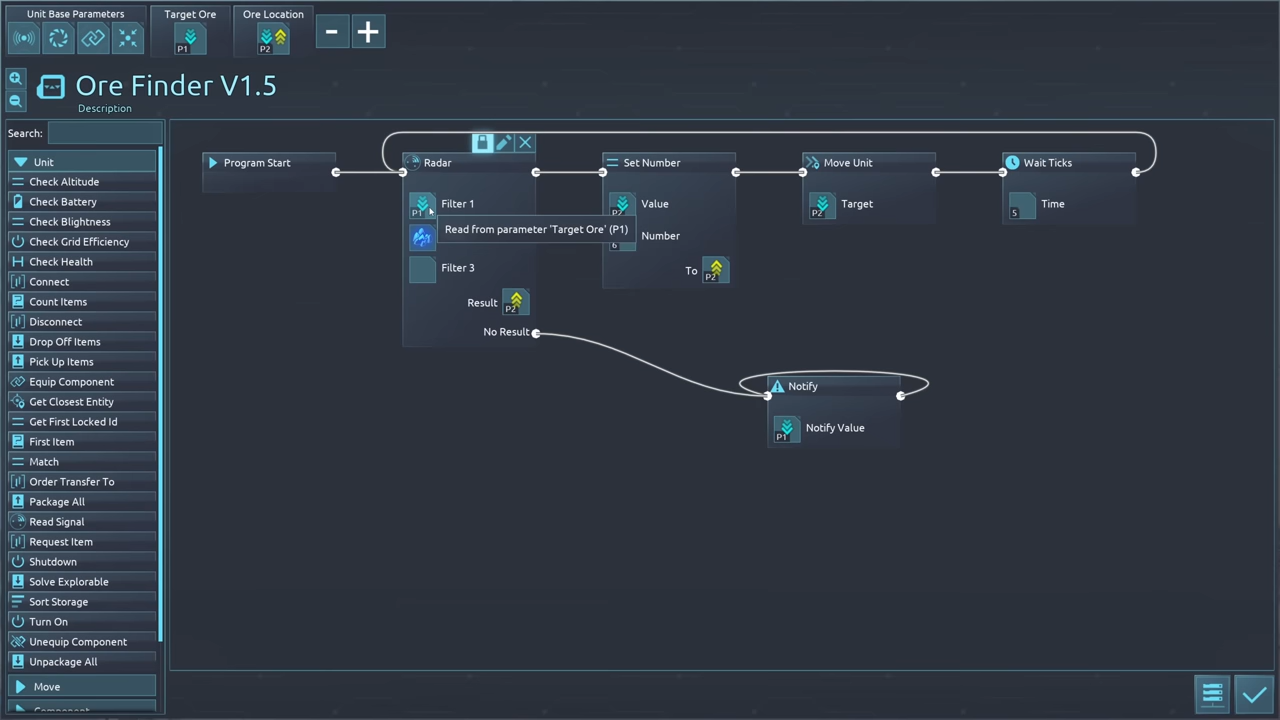 Unit Base Parameters
Target Ore
P1
Ore Location
P2
- +
Ore Finder V1.5
Description
Search:
Unit
Check Altitude
Check Battery
Check Blightness
Check Grid Efficiency
Check Health
Connect
Count Items
Disconnect
Drop Off Items
Pick Up Items
Equip Component
Get Closest Entity
Get First Locked Id
First Item
Match
Order Transfer To
Package All
Read Signal
Request Item
Shutdown
Solve Explorable
Sort Storage
Turn On
Unequip Component
Unpackage All
Move
Component
Program Start
Radar
P1 Filter 1
Read from parameter 'Target Ore' (P1)
Filter 3
Result P2
No Result
Set Number
P2 Value
6 Number
To P2
Move Unit
P2 Target
Wait Ticks
5 Time
Notify
P1 Notify Value